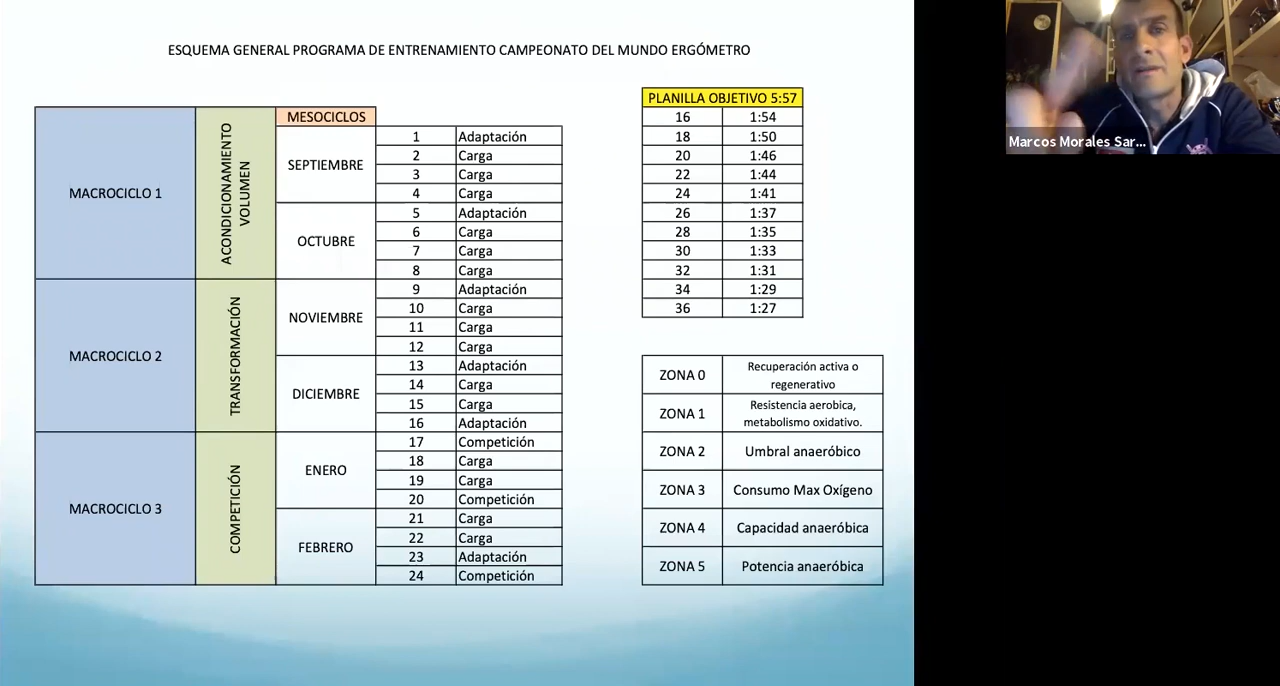 ESQUEMA GENERAL PROGRAMA DE ENTRENAMIENTO CAMPEONATO DEL MUNDO ERGÓMETRO
MACROCICLO 1
ACONDICIONAMIENTO
VOLUMEN
MESOCICLOS
SEPTIEMBRE
1 Adaptación
2 Carga
3 Carga
4 Carga
OCTUBRE
5 Adaptación
6 Carga
7 Carga
8 Carga
MACROCICLO 2
TRANSFORMACIÓN
NOVIEMBRE
9 Adaptación
10 Carga
11 Carga
12 Carga
DICIEMBRE
13 Adaptación
14 Carga
15 Carga
16 Adaptación
MACROCICLO 3
COMPETICIÓN
ENERO
17 Competición
18 Carga
19 Carga
20 Competición
FEBRERO
21 Carga
22 Carga
23 Adaptación
24 Competición
PLANILLA OBJETIVO 5:57
16 1:54
18 1:50
20 1:46
22 1:44
24 1:41
26 1:37
28 1:35
30 1:33
32 1:31
34 1:29
36 1:27
ZONA 0 Recuperación activa o
regenerativo
ZONA 1 Resistencia aerobica,
metabolismo oxidativo.
ZONA 2 Umbral anaeróbico
ZONA 3 Consumo Max Oxígeno
ZONA 4 Capacidad anaeróbica
ZONA 5 Potencia anaeróbica
Marcos Morales Sar...